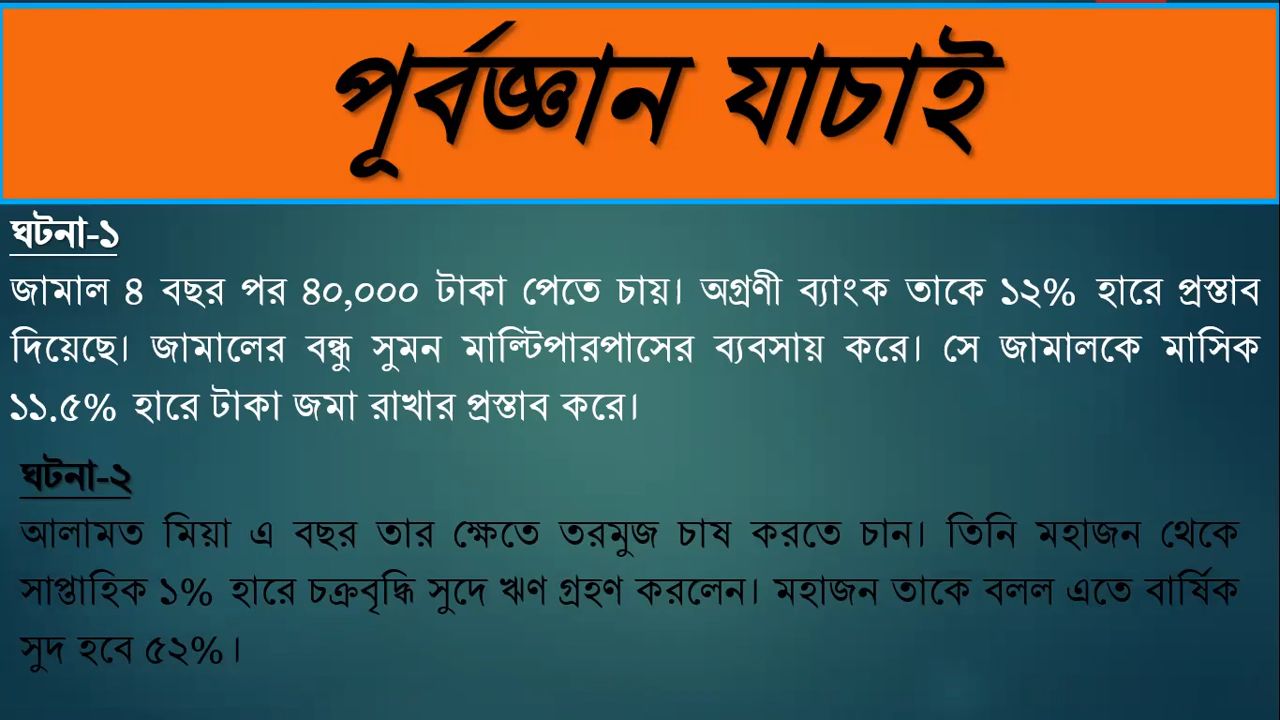 পূর্বজ্ঞান যাচাই
ঘটনা-১
জামাল ৪ বছর পর ৪০,০০০ টাকা পেতে চায়। অগ্রণী ব্যাংক তাকে ১২% হারে প্রস্তাব
দিয়েছে। জামালের বন্ধু সুমন মাল্টিপারপাসের ব্যবসায় করে। সে জামালকে মাসিক
১১.৫% হারে টাকা জমা রাখার প্রস্তাব করে।
ঘটনা-২
আলামত মিয়া এ বছর তার ক্ষেতে তরমুজ চাষ করতে চান। তিনি মহাজন থেকে
সাপ্তাহিক ১% হারে চক্রবৃদ্ধি সুদে ঋণ গ্রহণ করলেন। মহাজন তাকে বলল এতে বার্ষিক
সুদ হবে ৫২%।